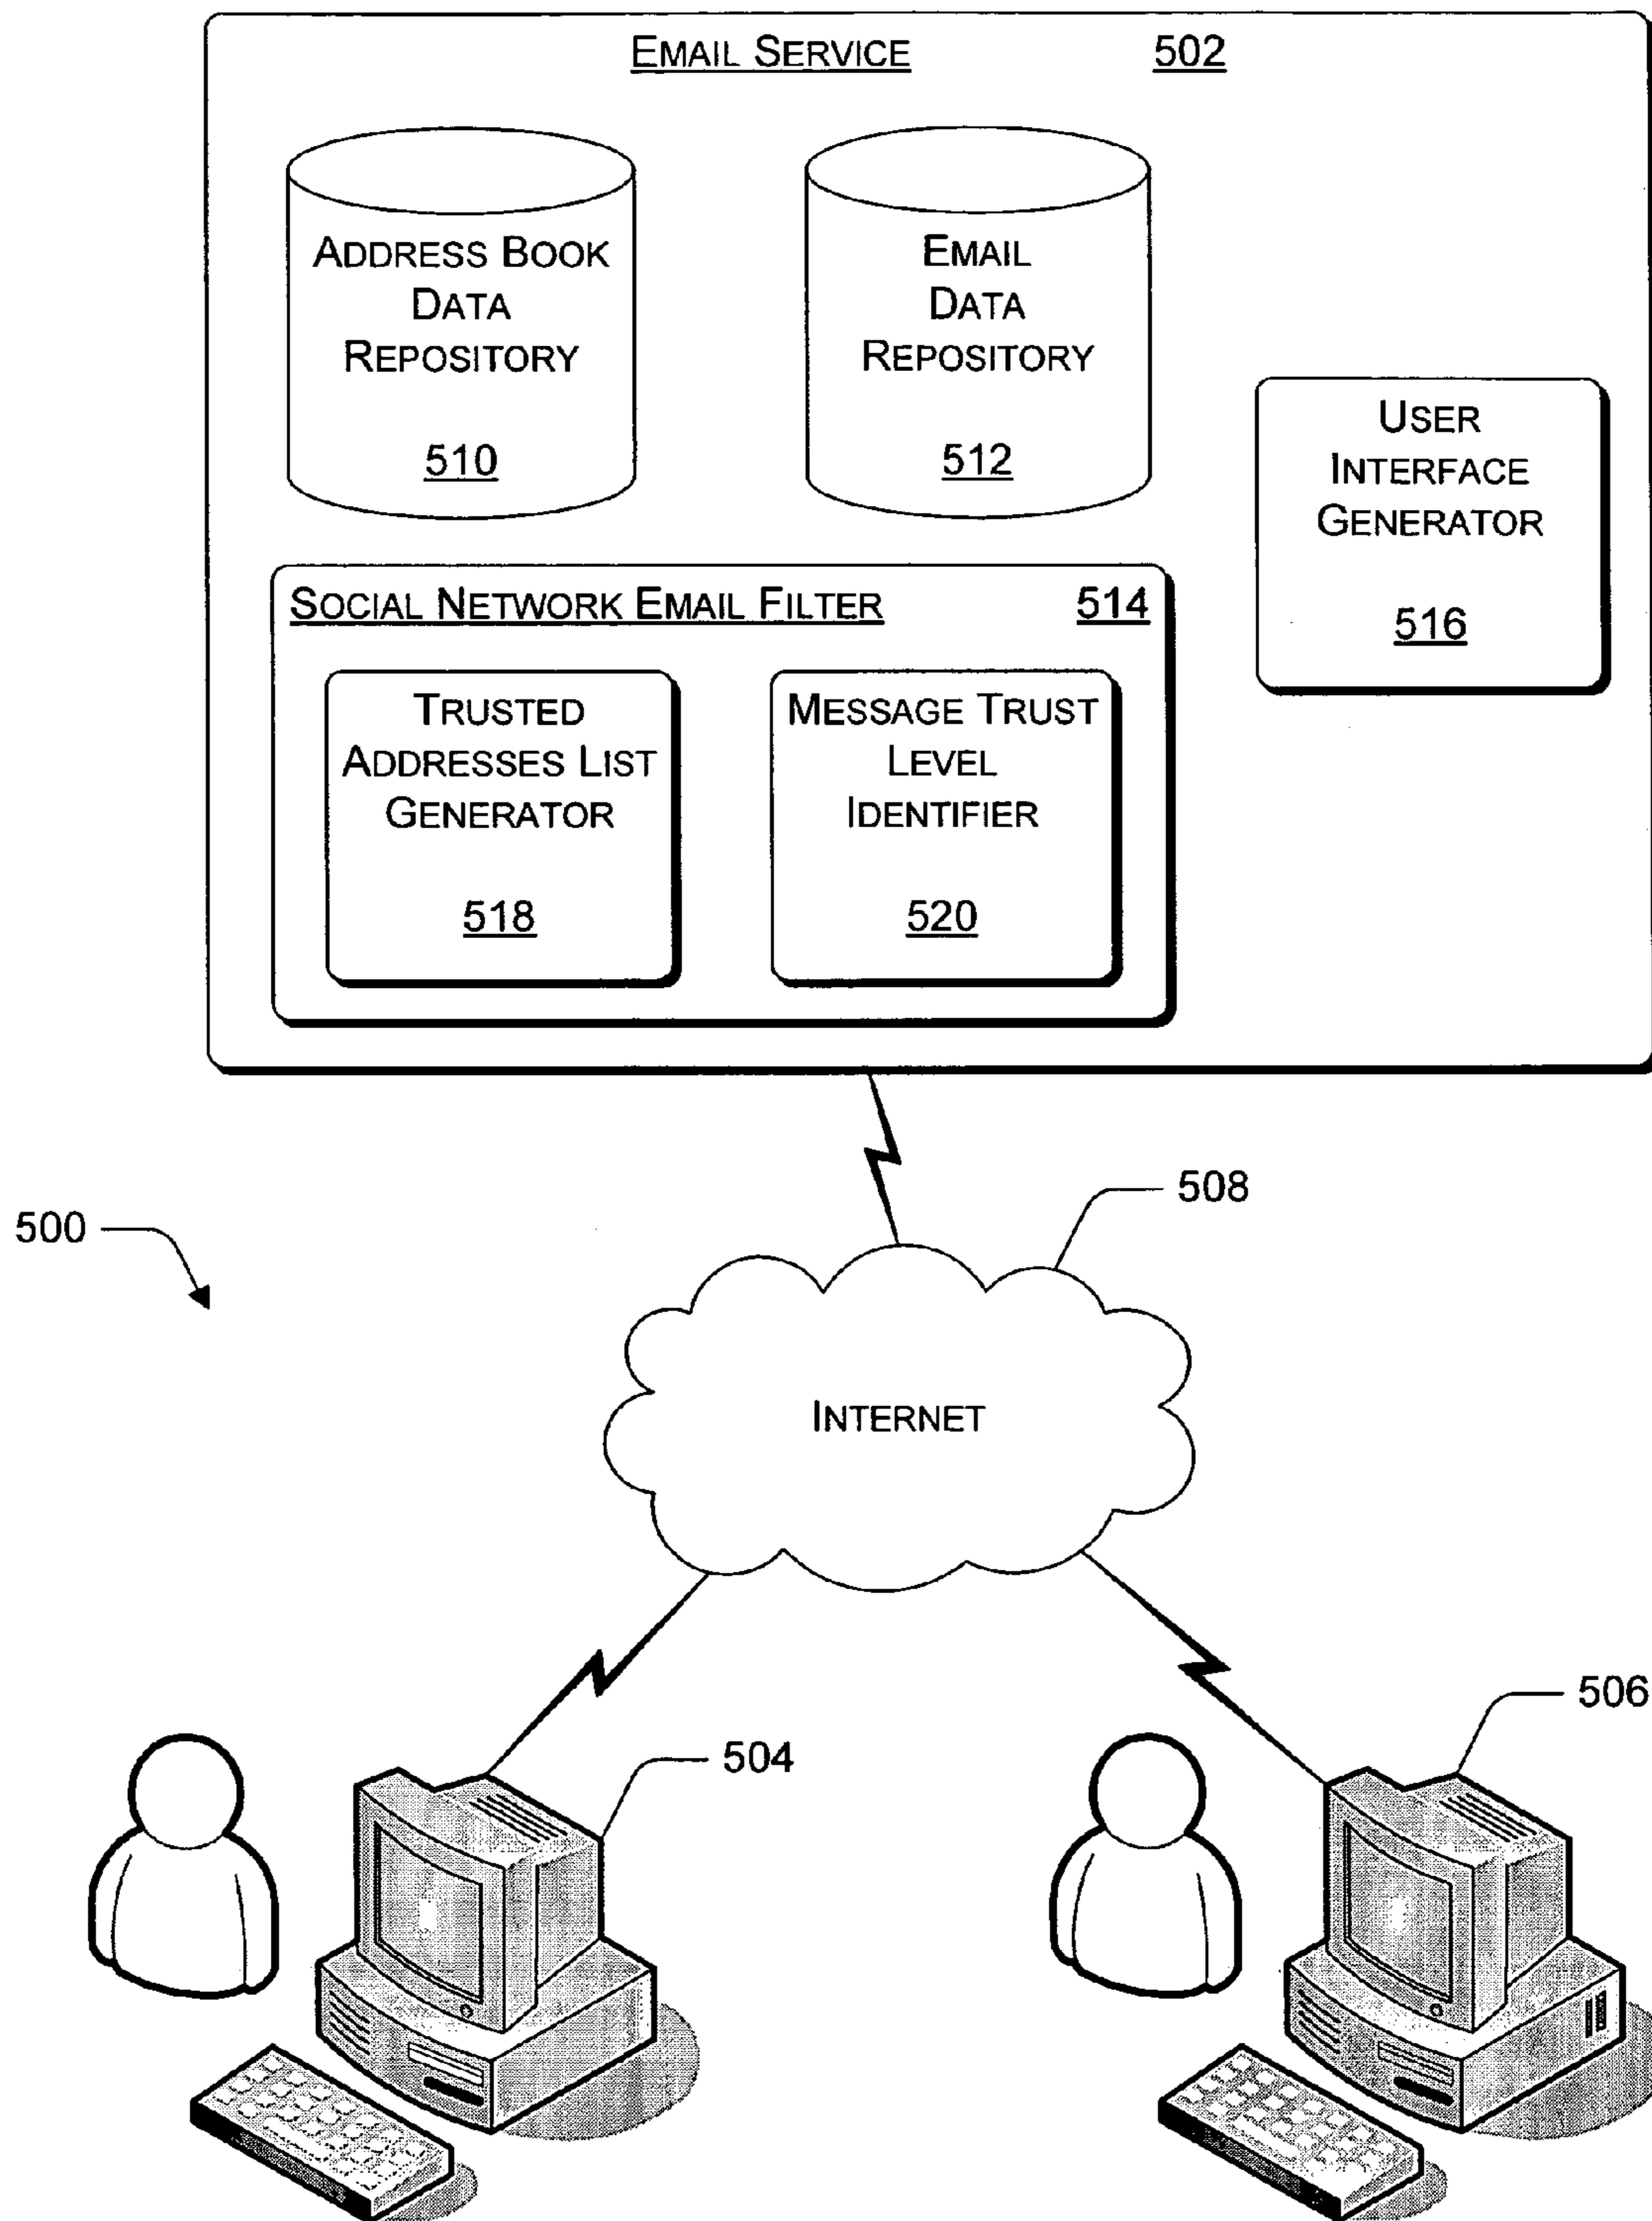 EMAIL SERVICE 502
ADDRESS BOOK
DATA
REPOSITORY
510
EMAIL
DATA
REPOSITORY
512
USER
INTERFACE
GENERATOR
516
SOCIAL NETWORK EMAIL FILTER 514
TRUSTED
ADDRESSES LIST
GENERATOR
518
MESSAGE TRUST
LEVEL
IDENTIFIER
520
508
500
INTERNET
506
504